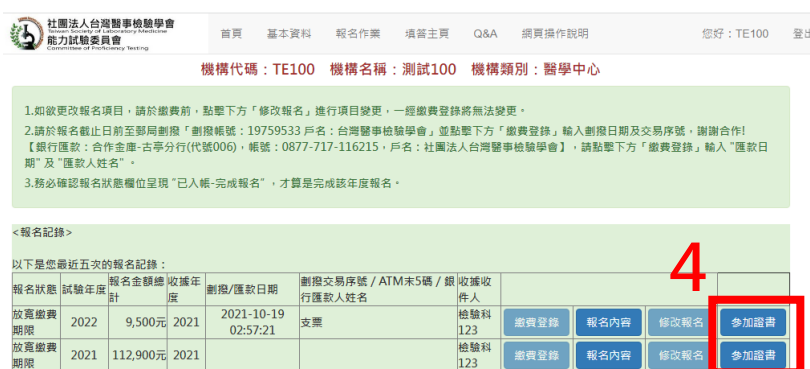 社團法人台灣醫事檢驗學會
Taiwan Society of Laboratory Medicine
能力試驗委員會
Committee of Proficiency Testing
首頁 基本資料 報名作業 填答主頁 Q&A 網頁操作說明 您好：TE100 登出
機構代碼：TE100 機構名稱：測試100 機構類別：醫學中心
1.如欲更改報名項目，請於繳費前，點擊下方「修改報名」進行項目變更，一經繳費登錄將無法變更。
2.請於報名截止日前至郵局劃撥「劃撥帳號：19759533 戶名：台灣醫事檢驗學會」並點擊下方「繳費登錄」輸入劃撥日期及交易序號，謝謝合作!
【銀行匯款：合作金庫-古亭分行(代號006)，帳號：0877-717-116215，戶名：社團法人台灣醫事檢驗學會】，請點擊下方「繳費登錄」輸入 "匯款日
期" 及 "匯款人姓名" 。
3.務必確認報名狀態欄位呈現 "已入帳-完成報名" ，才算是完成該年度報名。
<報名記錄>
以下是您最近五次的報名記錄：
4
報名狀態 試驗年度 報名金額總計 收據年度 劃撥/匯款日期 劃撥交易序號 / ATM末5碼 / 銀行匯款人姓名 收據收件人
放寬繳費期限 2022 9,500元 2021 2021-10-19 02:57:21 支票 檢驗科123 繳費登錄 報名內容 修改報名 參加證書
放寬繳費期限 2021 112,900元 2021 檢驗科123 繳費登錄 報名內容 修改報名 參加證書